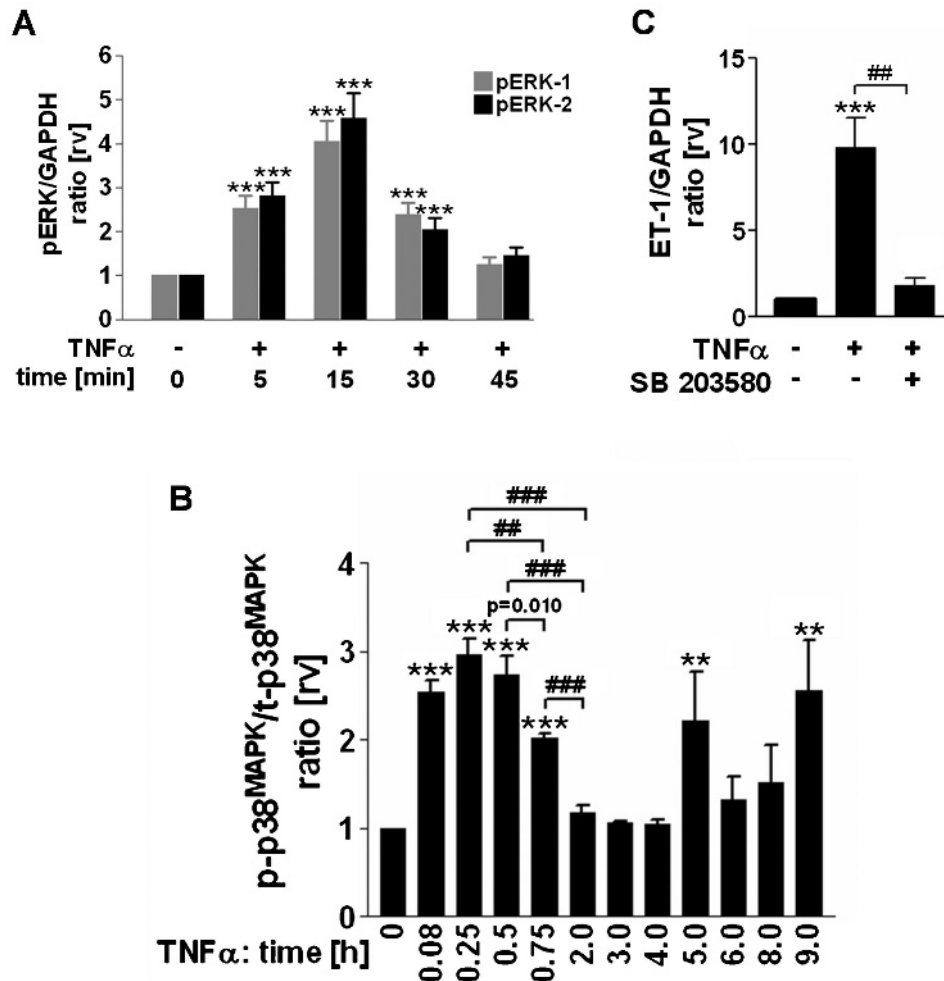 A
pERK/GAPDH
ratio [rv]
6
5
4
3
2
1
0
pERK-1
pERK-2
*** ***
*** ***
*** ***
TNFα - + + + +
time [min] 0 5 15 30 45
C
ET-1/GAPDH
ratio [rv]
15
10
5
0
##
***
TNFα - + +
SB 203580 - - +
B
p-p38MAPK/t-p38MAPK
ratio [rv]
4
3
2
1
0
###
##
###
p=0.010
###
*** *** *** *** ** **
TNFα: time [h] 0 0.08 0.25 0.5 0.75 2.0 3.0 4.0 5.0 6.0 8.0 9.0